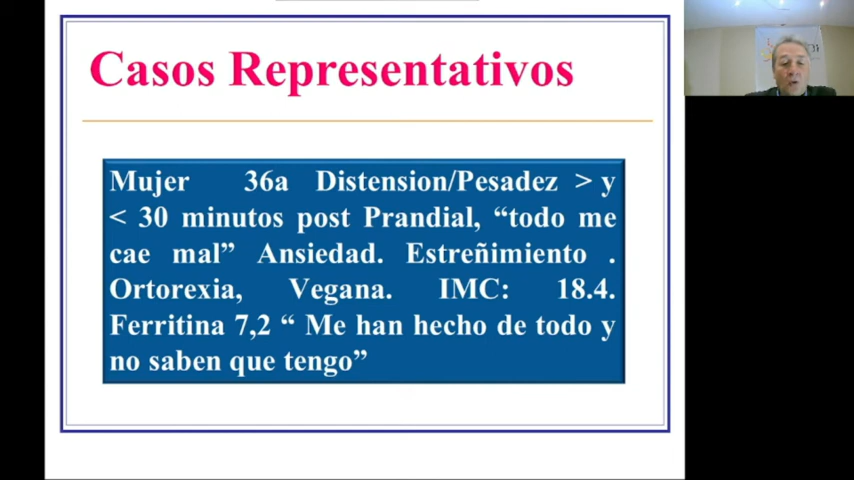 Casos Representativos
Mujer 36a Distension/Pesadez > y
< 30 minutos post Prandial, “todo me
cae mal” Ansiedad. Estreñimiento .
Ortorexia, Vegana. IMC: 18.4.
Ferritina 7,2 “ Me han hecho de todo y
no saben que tengo”